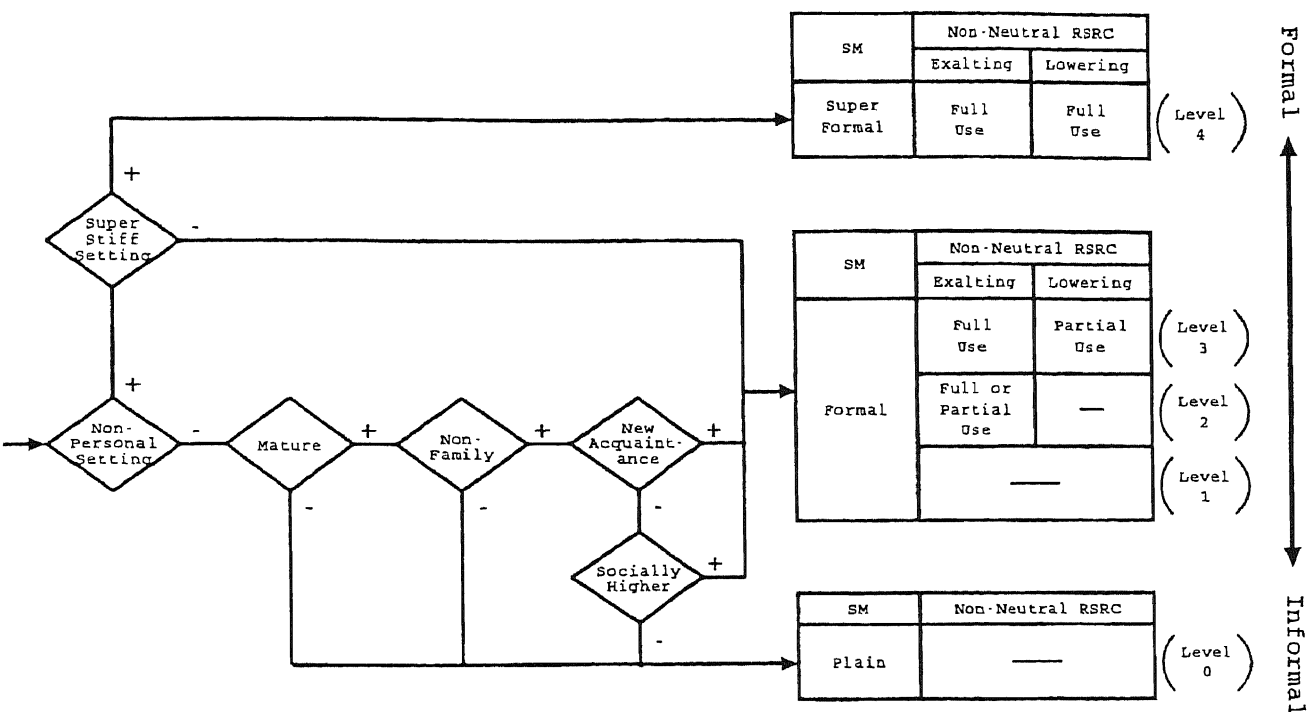 SM
Non-Neutral RSRC
Exalting
Lowering
Super
Formal
Full
Use
Full
Use
Level
4
Formal
+
Super
Stiff
Setting
-
+
SM
Non-Neutral RSRC
Exalting
Lowering
Formal
Full
Use
Partial
Use
Level
3
Full or
Partial
Use
—
Level
2
——
Level
1
Non-
Personal
Setting
-
Mature
+
Non-
Family
+
New
Acquaint-
ance
+
-
-
-
Socially
Higher
+
-
SM
Non-Neutral RSRC
Plain
——
Level
0
Informal